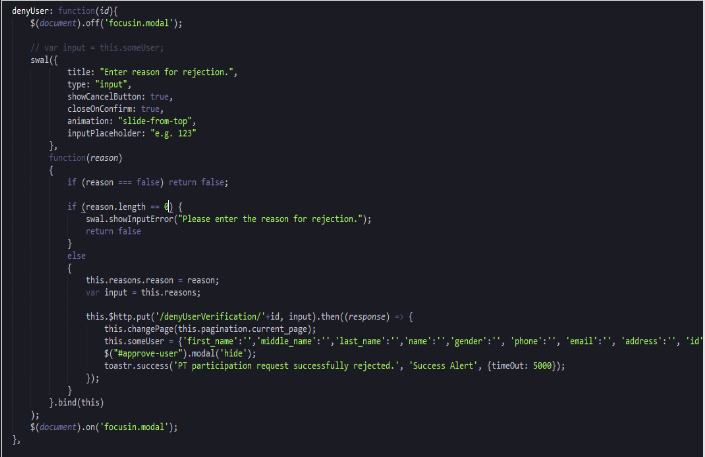 denyUser: function(id){
$(document).off('focusin.modal');
// var input = this.someUser;
swal({
title: "Enter reason for rejection.",
type: "input",
showCancelButton: true,
closeOnConfirm: true,
animation: "slide-from-top",
inputPlaceholder: "e.g. 123"
},
function(reason)
{
if (reason === false) return false;
if (reason.length == 0) {
swal.showInputError("Please enter the reason for rejection.");
return false
}
else
{
this.reasons.reason = reason;
var input = this.reasons;
this.$http.put('/denyUserVerification/'+id, input).then((response) => {
this.changePage(this.pagination.current_page);
this.someUser = {'first_name':'','middle_name':'','last_name':'','name':'','gender':'', 'phone':'', 'email':'', 'address':'', 'id'
$("#approve-user").modal('hide');
toastr.success('PT participation request successfully rejected.', 'Success Alert', {timeOut: 5000});
});
}
}.bind(this)
);
$(document).on('focusin.modal');
},